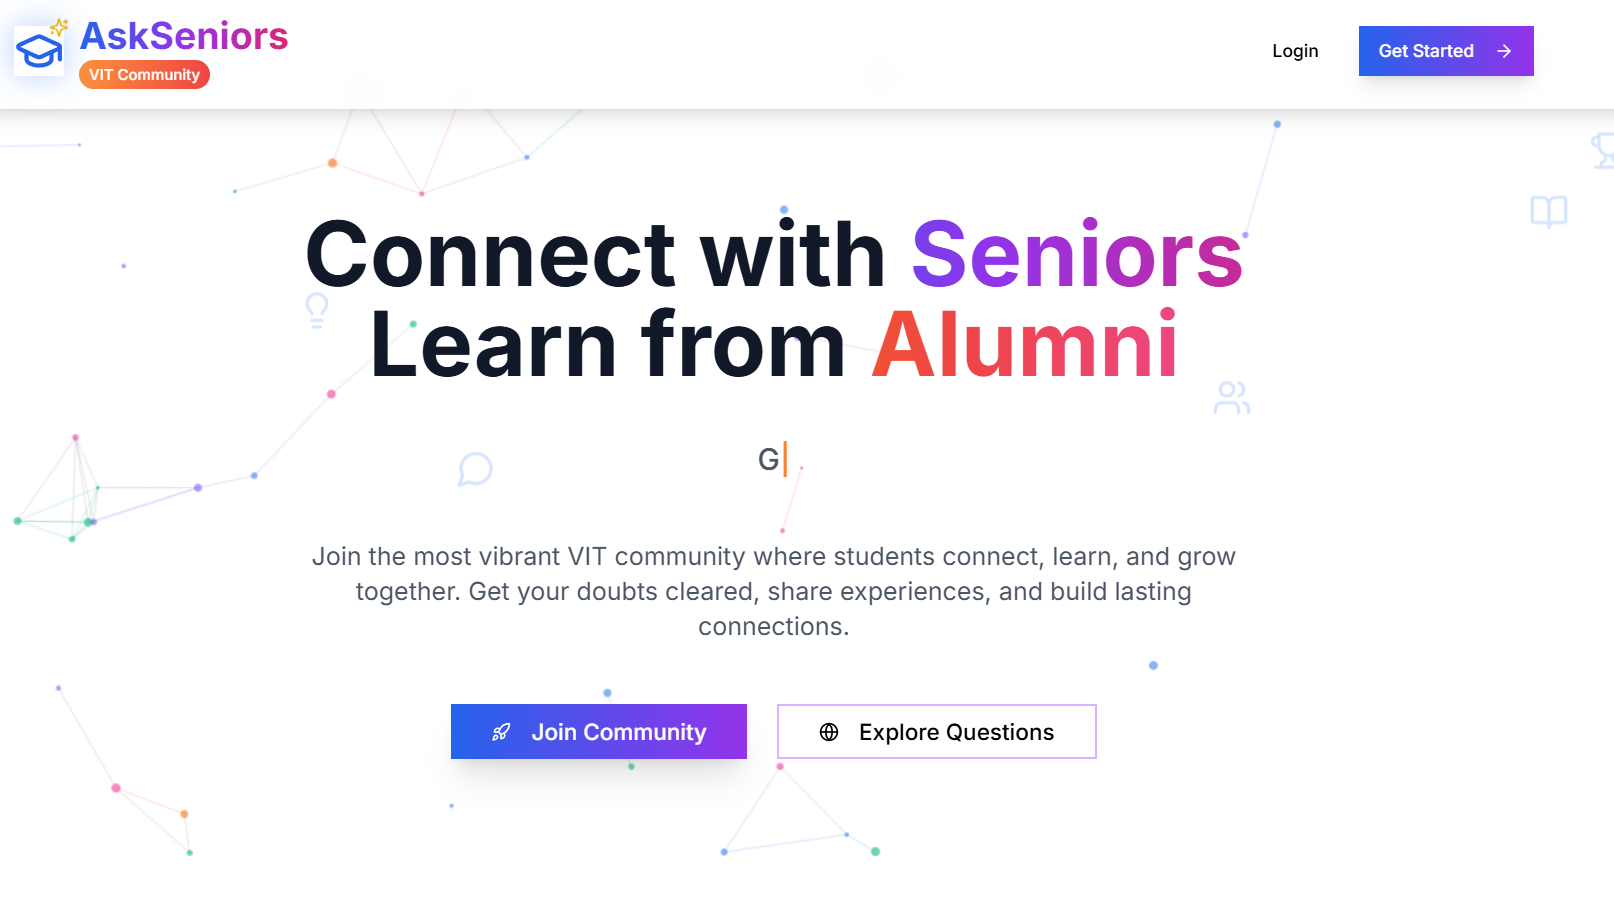 AskSeniors
VIT Community
Login
Get Started
Connect with Seniors
Learn from Alumni
G
Join the most vibrant VIT community where students connect, learn, and grow
together. Get your doubts cleared, share experiences, and build lasting
connections.
Join Community
Explore Questions